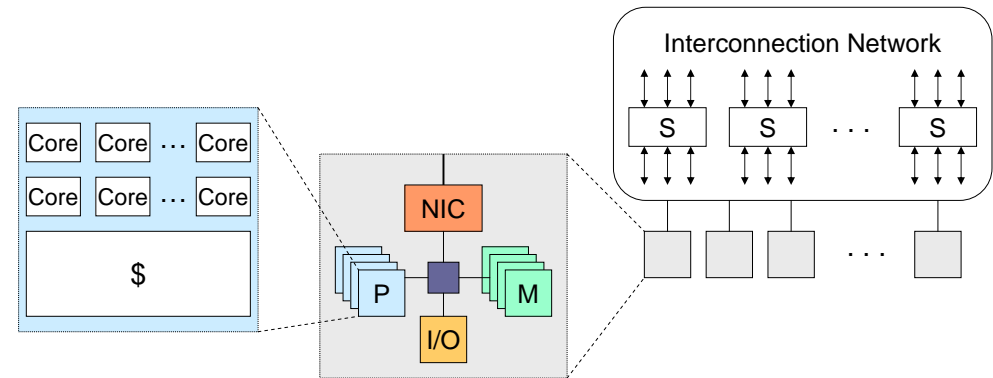 Interconnection Network
S S . . . S
Core Core ... Core
Core Core ... Core
$
NIC
P M
I/O
. . .